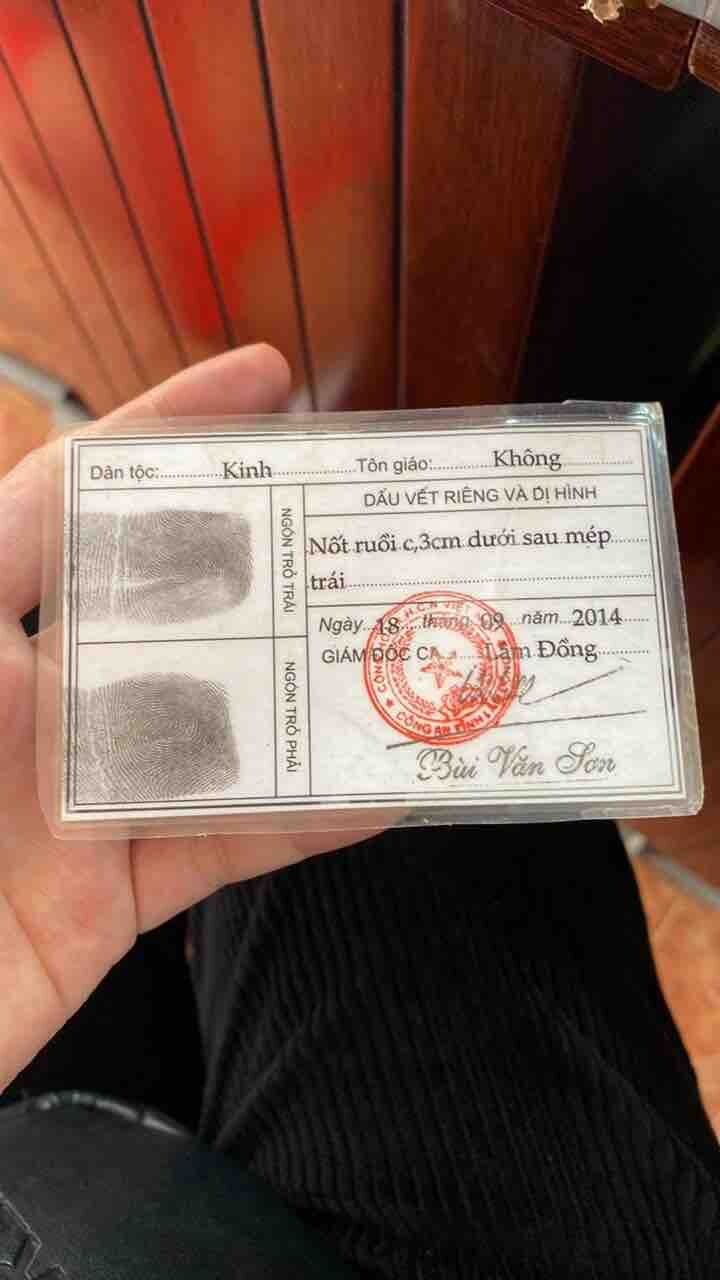 Dân tộc:..............Kinh..................Tôn giáo:.............Không................
NGÓN TRỎ TRÁI
NGÓN TRỎ PHẢI
DẤU VẾT RIÊNG VÀ DỊ HÌNH
Nốt ruồi c,3cm dưới sau mép
trái
Ngày 18 tháng 09 năm 2014
GIÁM ĐỐC CA Lâm Đồng
CÔNG AN TỈNH
Bùi Văn Sơn